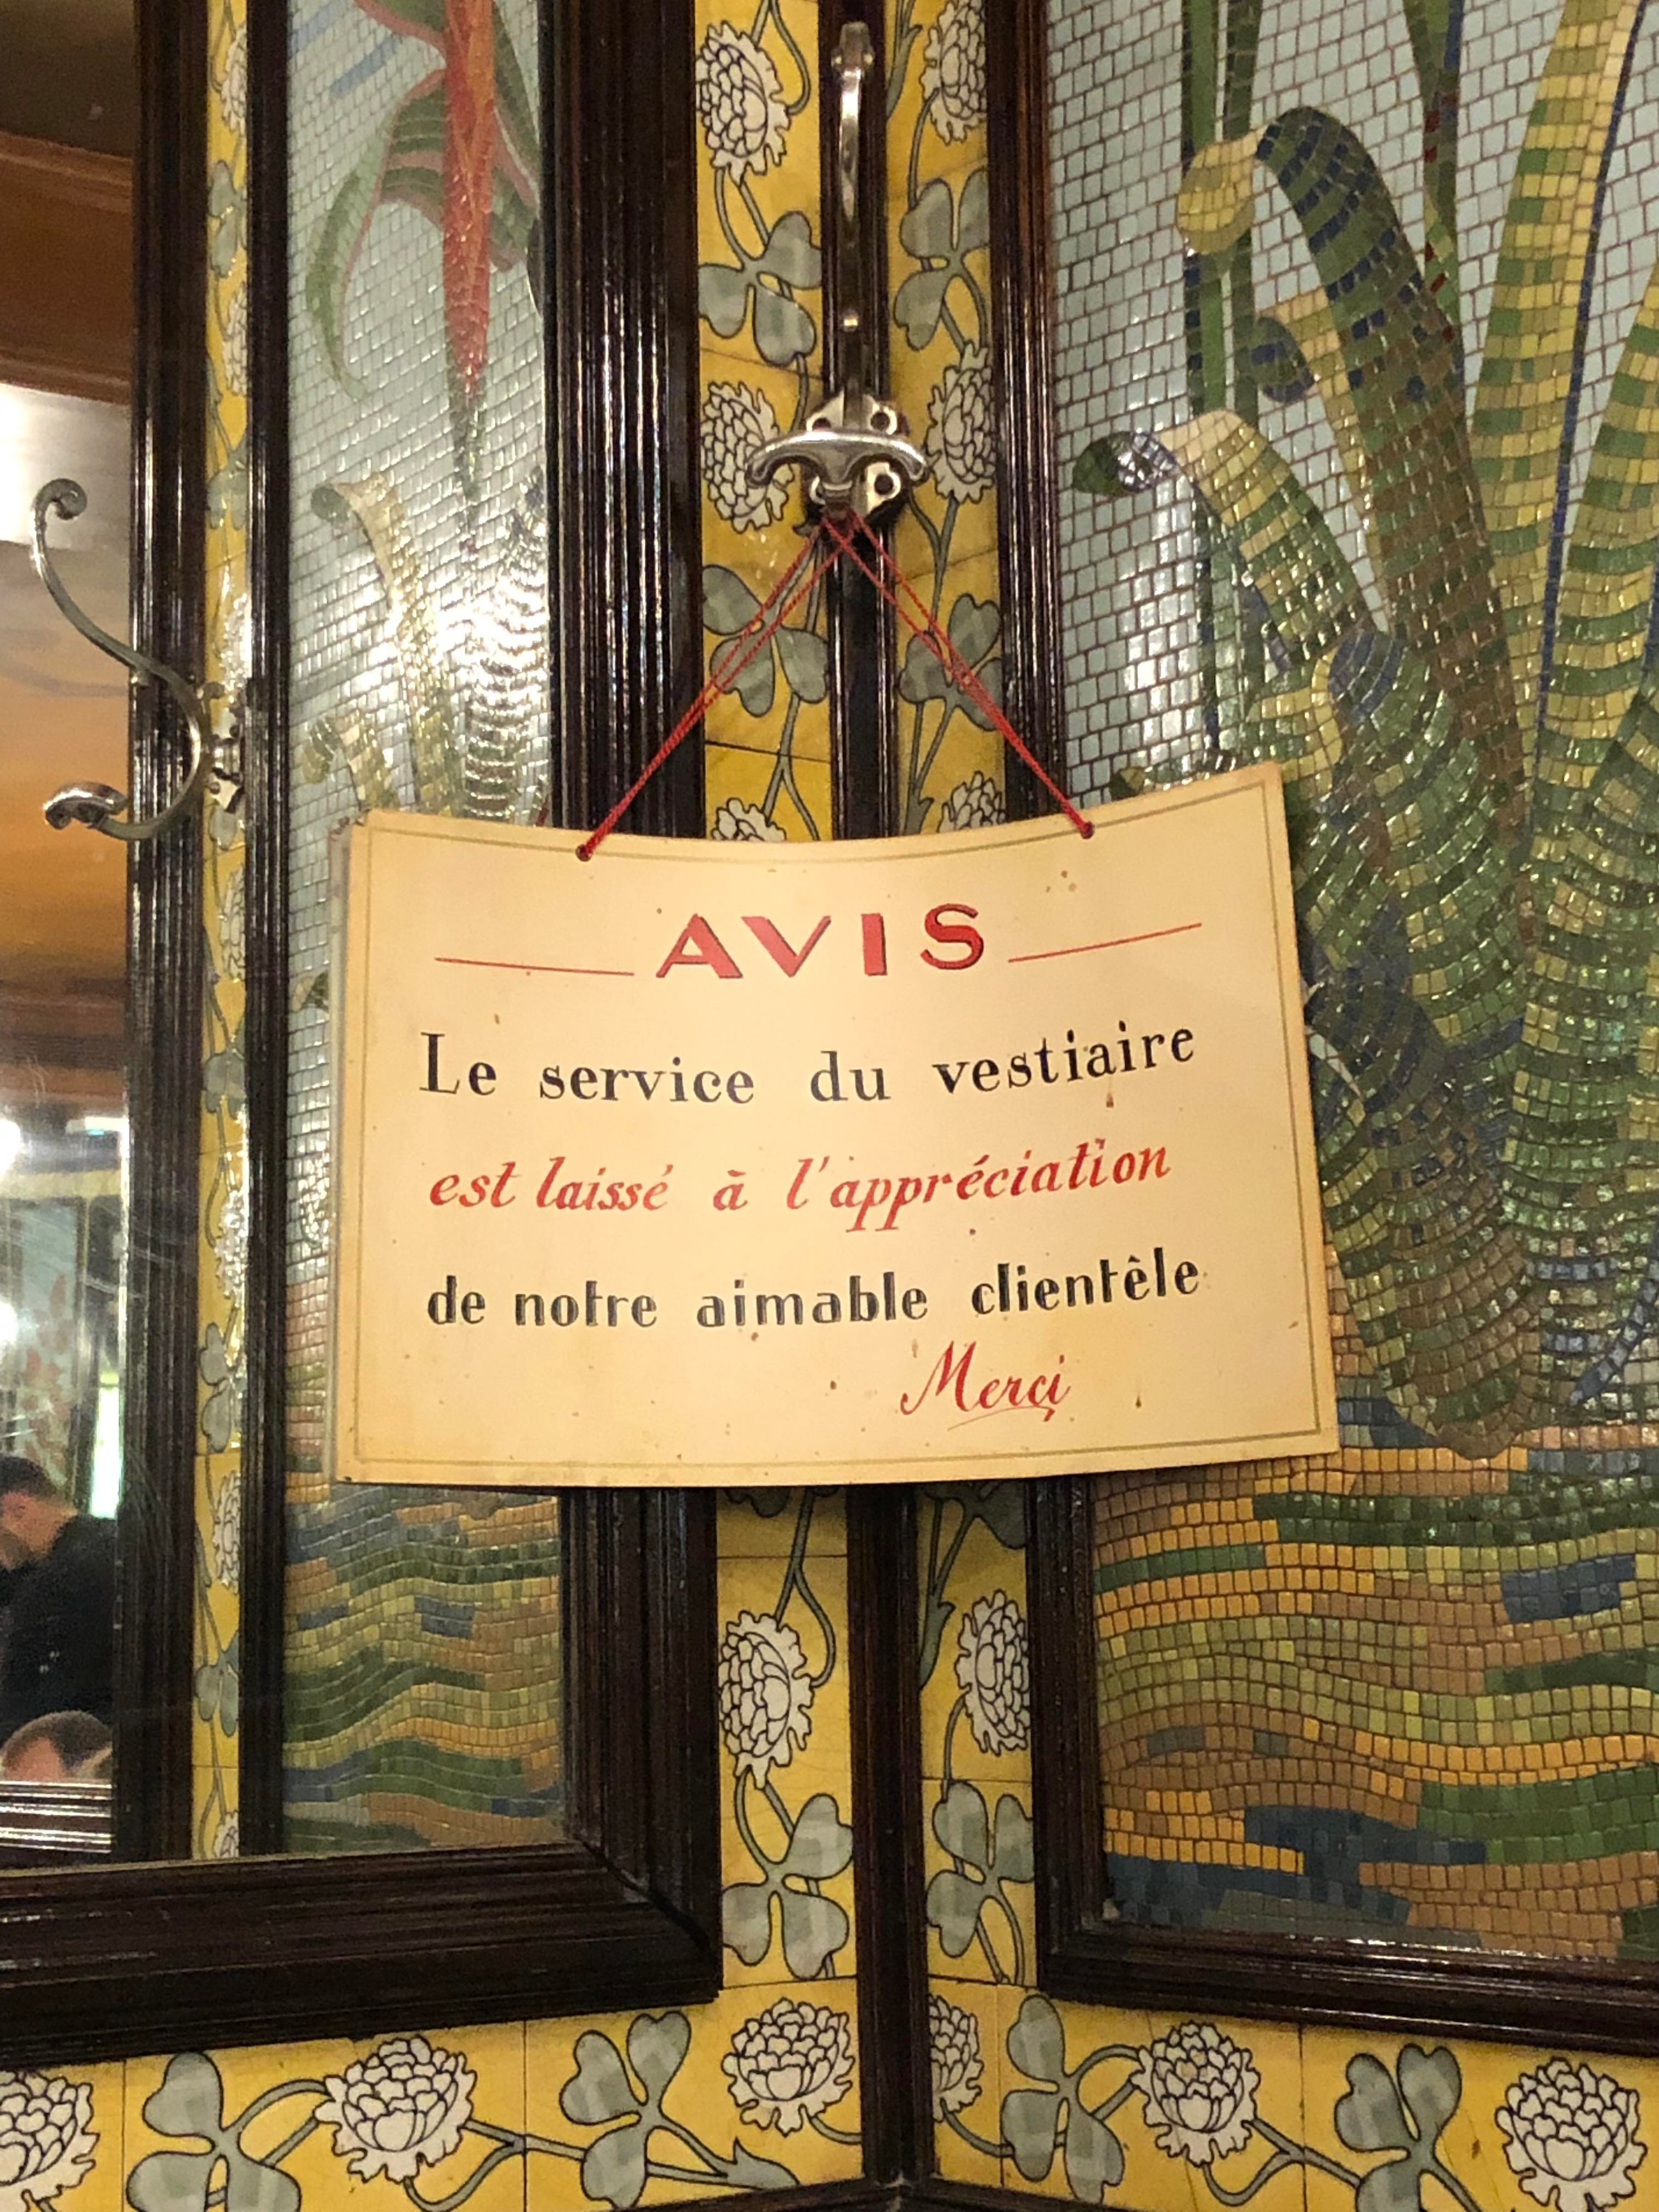 AVIS
Le service du vestiaire
est laissé à l'appréciation
de notre aimable clientèle
Merci